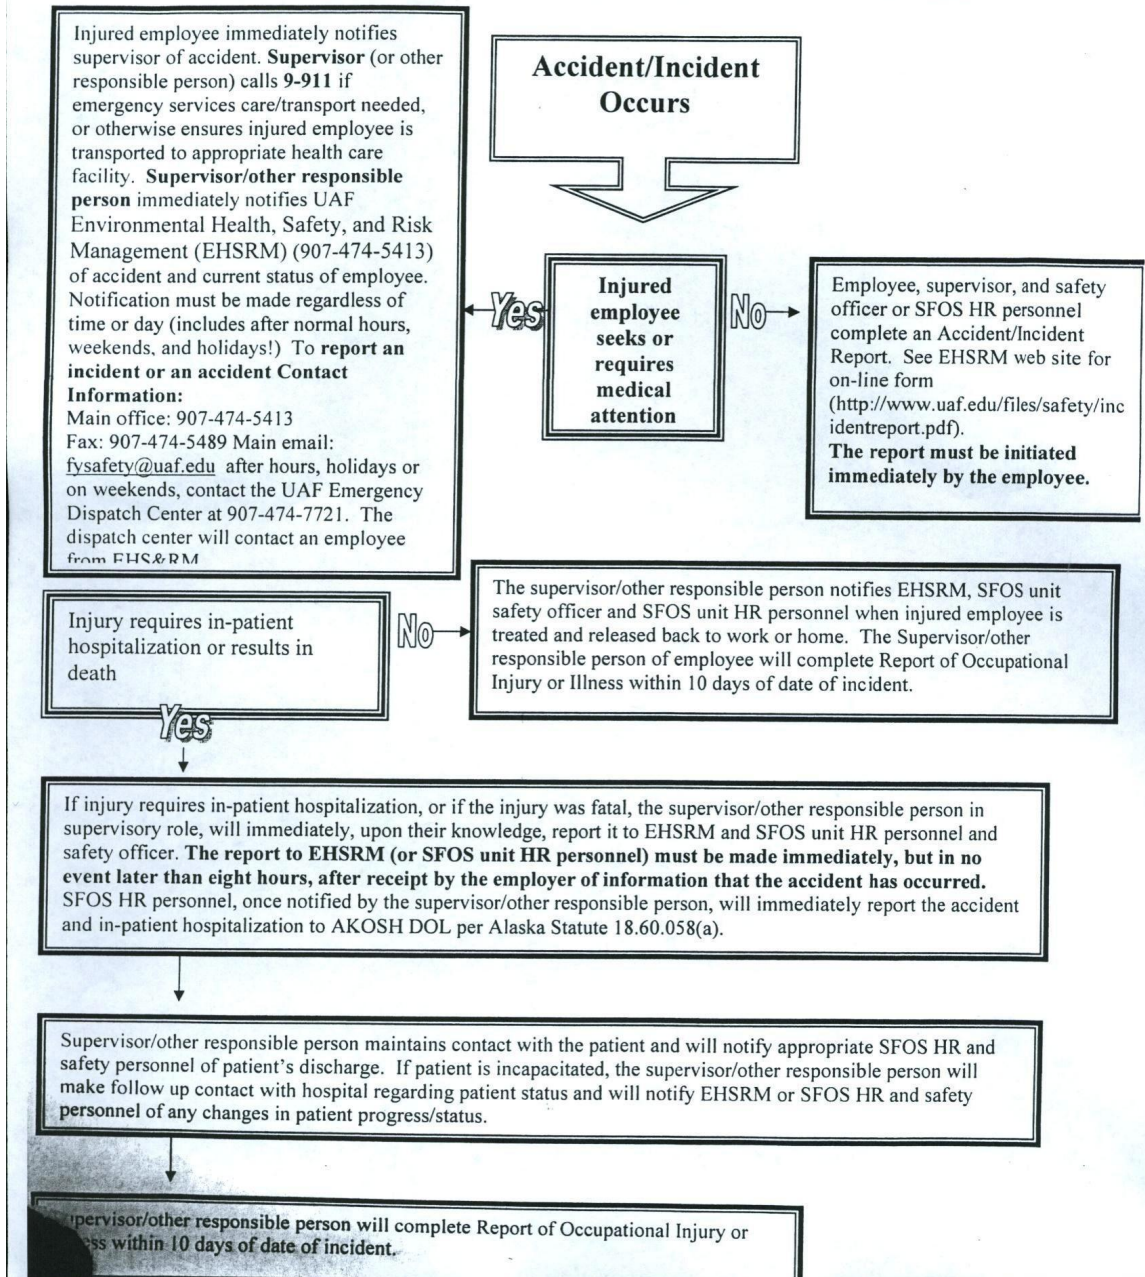 Accident/Incident
Occurs
Injured
employee
seeks or
requires
medical
attention
Yes
Injured employee immediately notifies
supervisor of accident. Supervisor (or other
responsible person) calls 9-911 if
emergency services care/transport needed,
or otherwise ensures injured employee is
transported to appropriate health care
facility. Supervisor/other responsible
person immediately notifies UAF
Environmental Health, Safety, and Risk
Management (EHSRM) (907-474-5413)
of accident and current status of employee.
Notification must be made regardless of
time or day (includes after normal hours,
weekends, and holidays!) To report an
incident or an accident Contact
Information:
Main office: 907-474-5413
Fax: 907-474-5489 Main email:
fysafety@uaf.edu after hours, holidays or
on weekends, contact the UAF Emergency
Dispatch Center at 907-474-7721. The
dispatch center will contact an employee
from EHS&RM
No
Employee, supervisor, and safety
officer or SFOS HR personnel
complete an Accident/Incident
Report. See EHSRM web site for
on-line form
(http://www.uaf.edu/files/safety/inc
identreport.pdf).
The report must be initiated
immediately by the employee.
Injury requires in-patient
hospitalization or results in
death
No
The supervisor/other responsible person notifies EHSRM, SFOS unit
safety officer and SFOS unit HR personnel when injured employee is
treated and released back to work or home. The Supervisor/other
responsible person of employee will complete Report of Occupational
Injury or Illness within 10 days of date of incident.
Yes
If injury requires in-patient hospitalization, or if the injury was fatal, the supervisor/other responsible person in
supervisory role, will immediately, upon their knowledge, report it to EHSRM and SFOS unit HR personnel and
safety officer. The report to EHSRM (or SFOS unit HR personnel) must be made immediately, but in no
event later than eight hours, after receipt by the employer of information that the accident has occurred.
SFOS HR personnel, once notified by the supervisor/other responsible person, will immediately report the accident
and in-patient hospitalization to AKOSH DOL per Alaska Statute 18.60.058(a).
Supervisor/other responsible person maintains contact with the patient and will notify appropriate SFOS HR and
safety personnel of patient's discharge. If patient is incapacitated, the supervisor/other responsible person will
make follow up contact with hospital regarding patient status and will notify EHSRM or SFOS HR and safety
personnel of any changes in patient progress/status.
pervisor/other responsible person will complete Report of Occupational Injury or
ss within 10 days of date of incident.